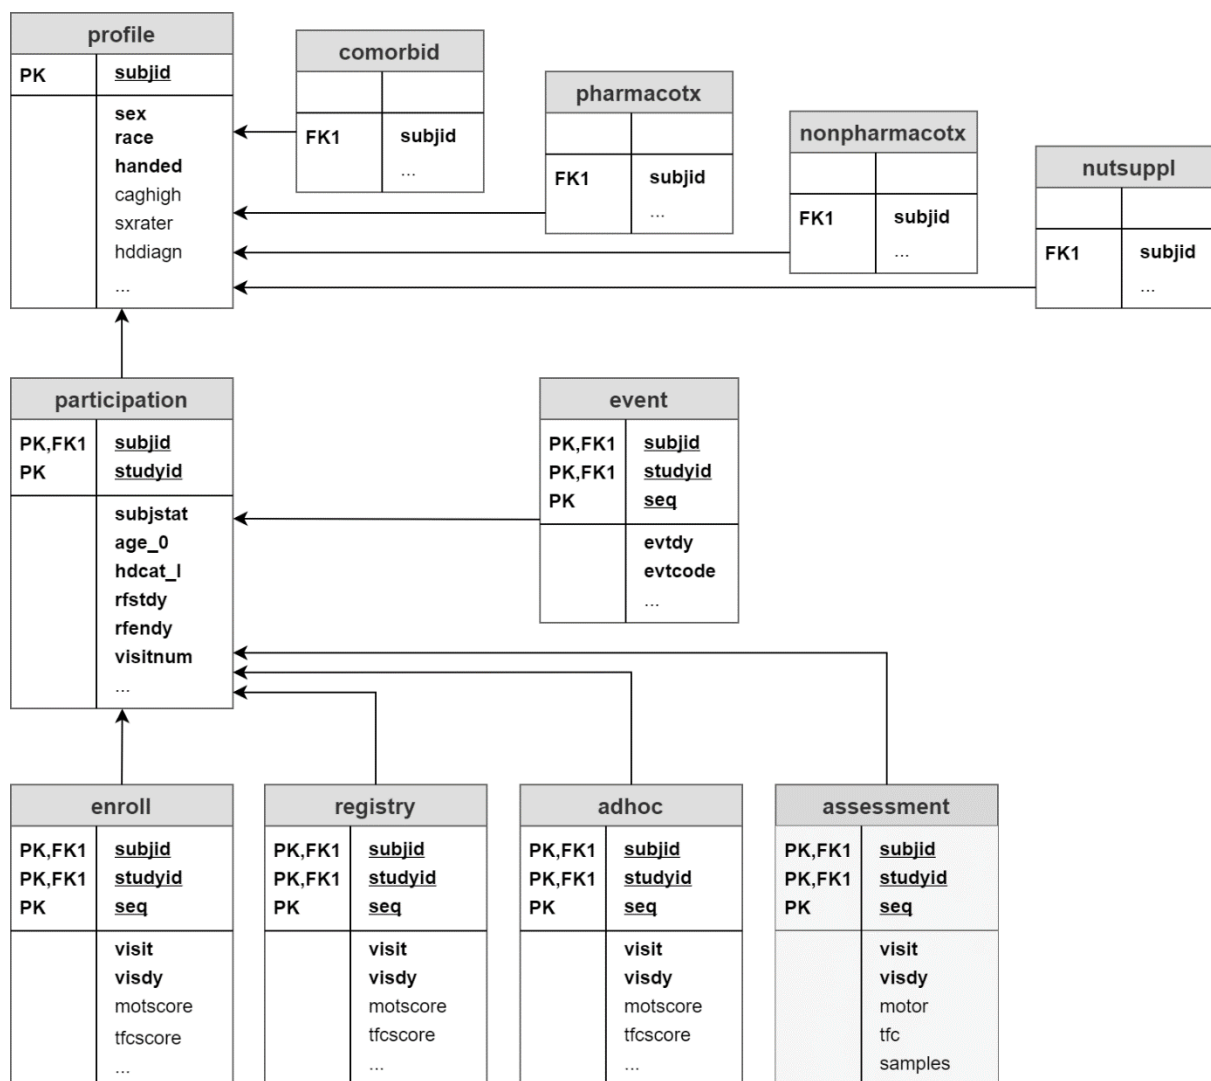 profile
PK subjid
sex
race
handed
caghigh
sxrater
hddiagn
...
comorbid
FK1 subjid
...
pharmacotx
FK1 subjid
...
nonpharmacotx
FK1 subjid
...
nutsuppl
FK1 subjid
...
participation
PK,FK1 subjid
PK studyid
subjstat
age_0
hdcat_l
rfstdy
rfendy
visitnum
...
event
PK,FK1 subjid
PK,FK1 studyid
PK seq
evtdy
evtcode
...
enroll
PK,FK1 subjid
PK,FK1 studyid
PK seq
visit
visdy
motscore
tfcscore
...
registry
PK,FK1 subjid
PK,FK1 studyid
PK seq
visit
visdy
motscore
tfcscore
...
adhoc
PK,FK1 subjid
PK,FK1 studyid
PK seq
visit
visdy
motscore
tfcscore
...
assessment
PK,FK1 subjid
PK,FK1 studyid
PK seq
visit
visdy
motor
tfc
samples